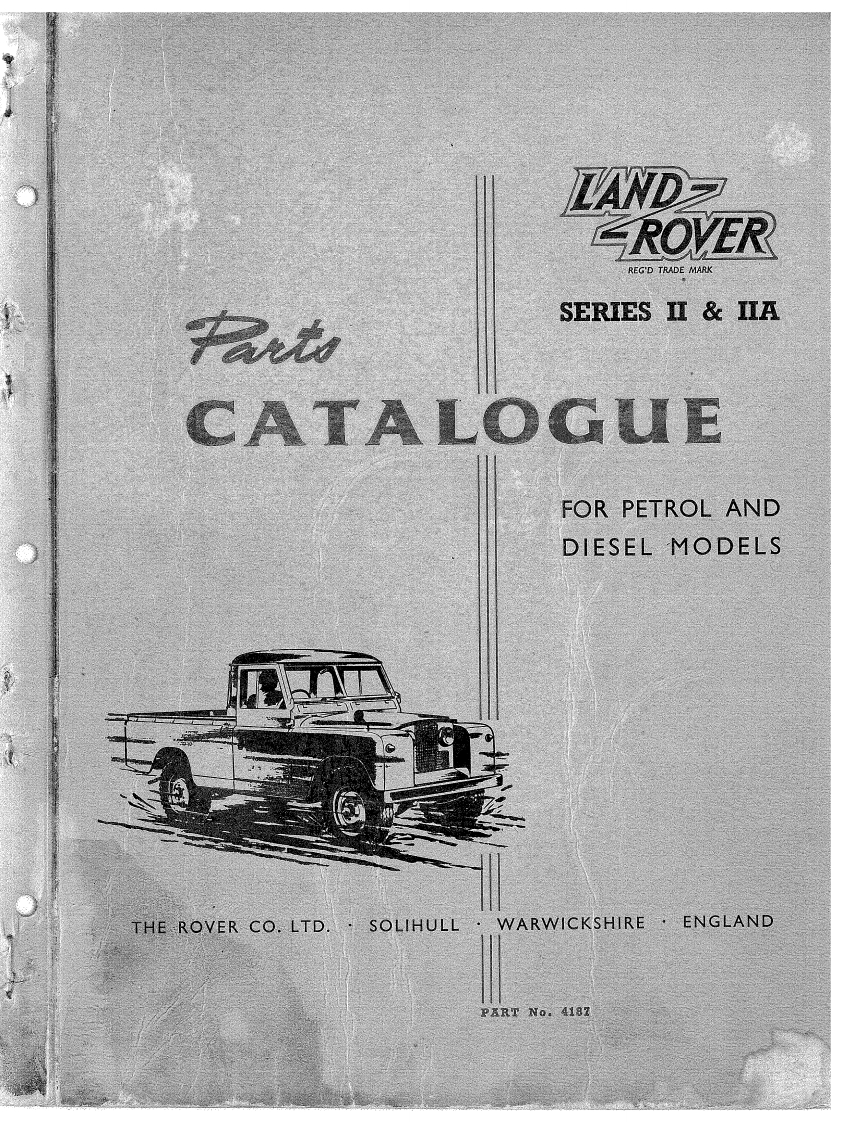 LAND-
-ROVER
REG'D TRADE MARK
SERIES II & IIA
Parts
CATALOGUE
FOR PETROL AND
DIESEL MODELS
THE ROVER CO. LTD. · SOLIHULL · WARWICKSHIRE · ENGLAND
PART No. 4187